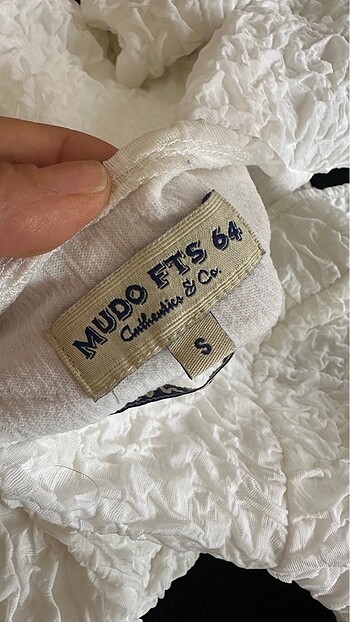 MUDO FTS 64
Authentics & Co.
S